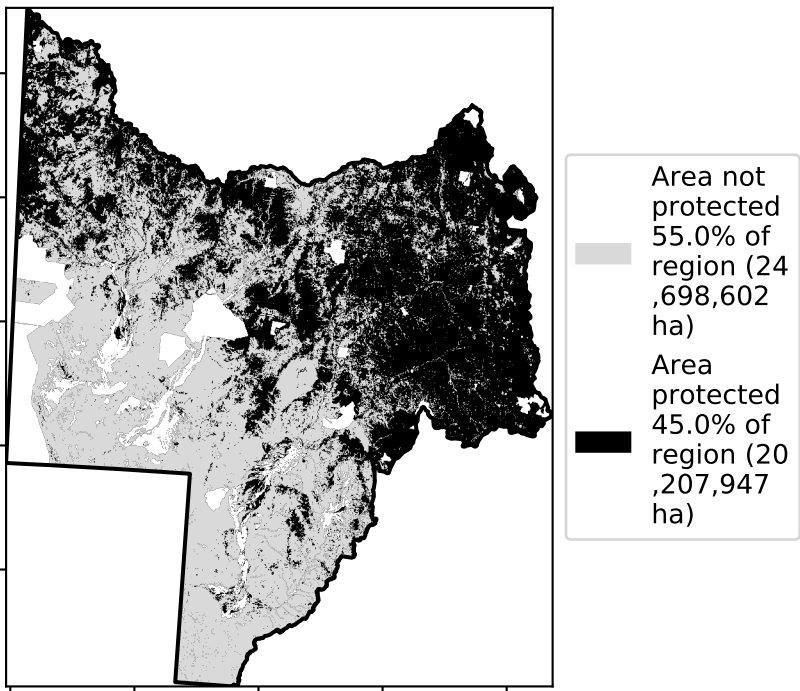 Area not
protected
55.0% of
region (24
,698,602
ha)
Area
protected
45.0% of
region (20
,207,947
ha)